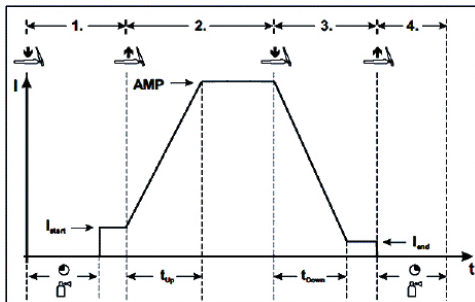 1. 2. 3. 4.
I
AMP
Istart
Iend
t
tUp
tDown